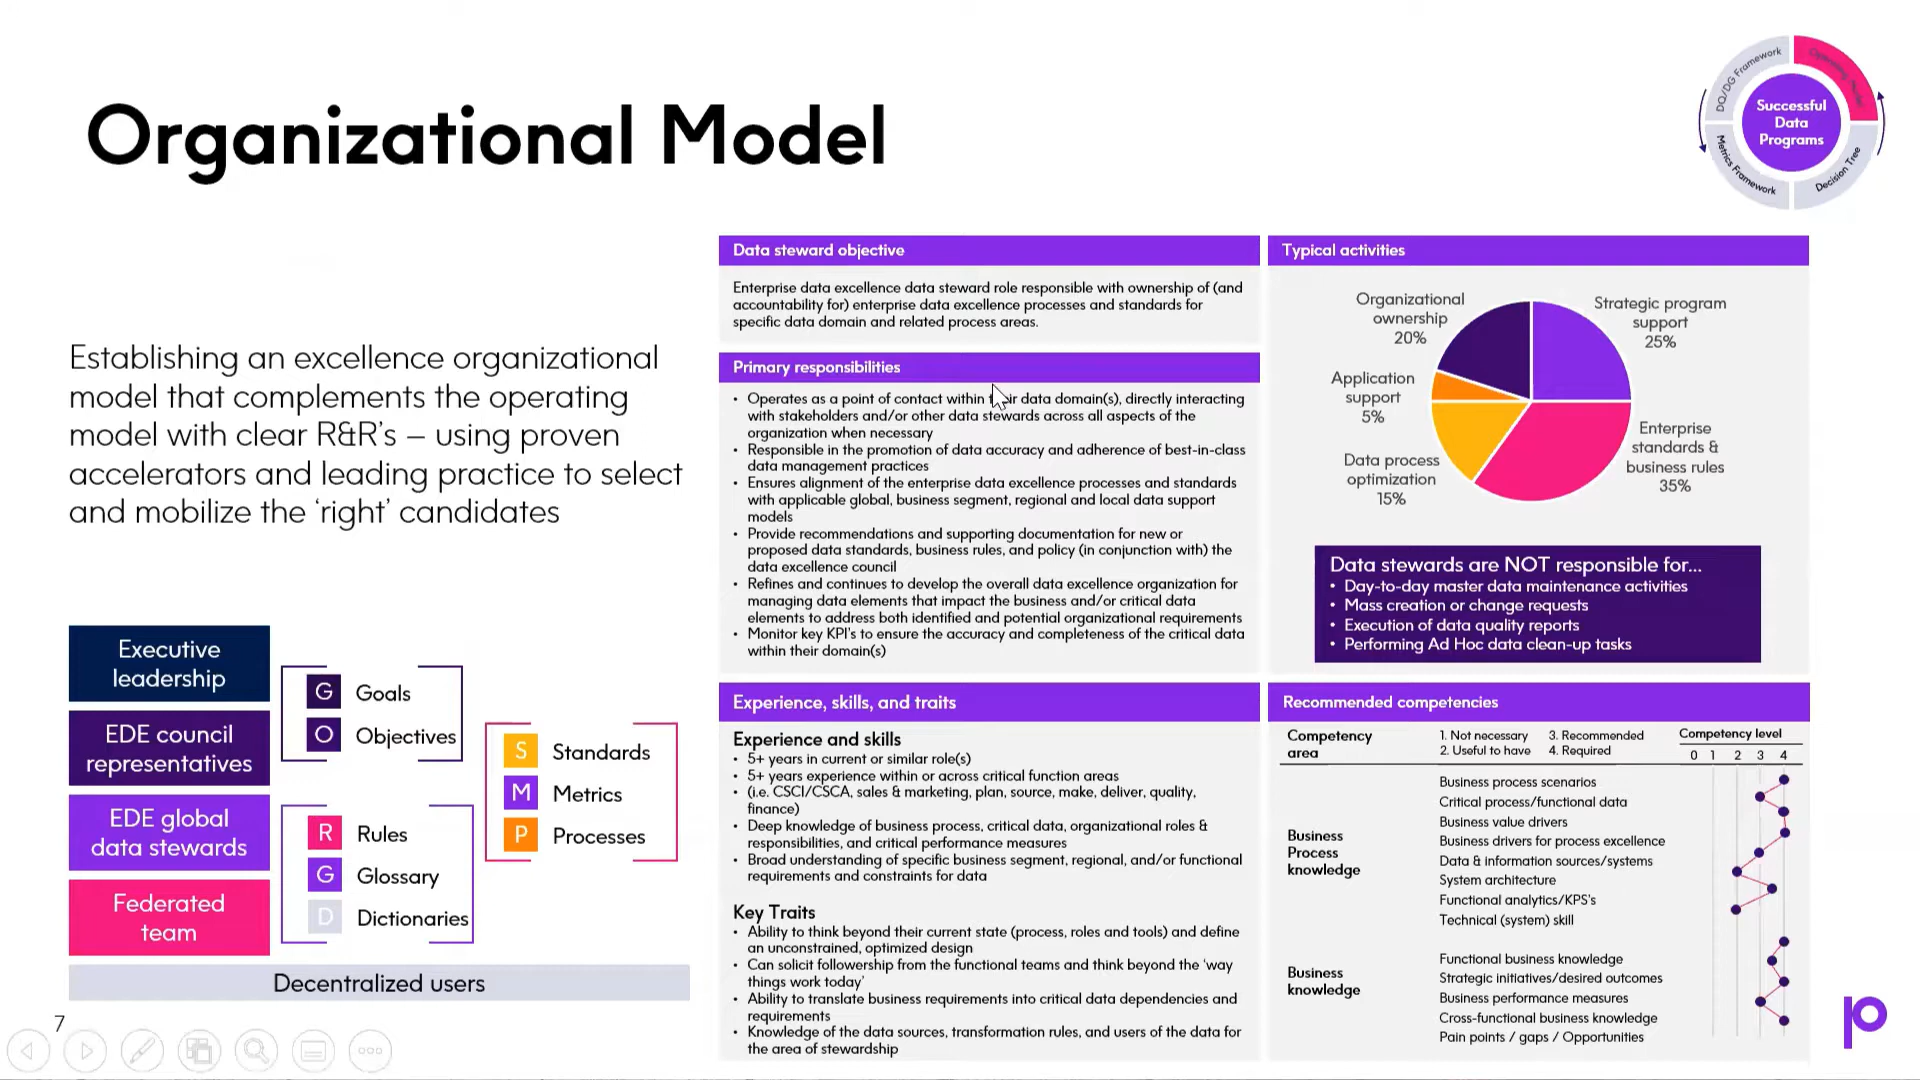 Organizational Model
DQ/DG Framework
Operating Model
Successful
Data
Programs
Metrics Framework
Decision Tree
Establishing an excellence organizational
model that complements the operating
model with clear R&R's – using proven
accelerators and leading practice to select
and mobilize the 'right' candidates
Executive
leadership
EDE council
representatives
EDE global
data stewards
Federated
team
G Goals
O Objectives
R Rules
G Glossary
D Dictionaries
S Standards
M Metrics
P Processes
Decentralized users
7
Data steward objective
Enterprise data excellence data steward role responsible with ownership of (and
accountability for) enterprise data excellence processes and standards for
specific data domain and related process areas.
Primary responsibilities
• Operates as a point of contact within their data domain(s), directly interacting
with stakeholders and/or other data stewards across all aspects of the
organization when necessary
• Responsible in the promotion of data accuracy and adherence of best-in-class
data management practices
• Ensures alignment of the enterprise data excellence processes and standards
with applicable global, business segment, regional and local data support
models
• Provide recommendations and supporting documentation for new or
proposed data standards, business rules, and policy (in conjunction with) the
data excellence council
• Refines and continues to develop the overall data excellence organization for
managing data elements that impact the business and/or critical data
elements to address both identified and potential organizational requirements
• Monitor key KPI's to ensure the accuracy and completeness of the critical data
within their domain(s)
Experience, skills, and traits
Experience and skills
• 5+ years in current or similar role(s)
• 5+ years experience within or across critical function areas
• (i.e. CSCI/CSCA, sales & marketing, plan, source, make, deliver, quality,
finance)
• Deep knowledge of business process, critical data, organizational roles &
responsibilities, and critical performance measures
• Broad understanding of specific business segment, regional, and/or functional
requirements and constraints for data
Key Traits
• Ability to think beyond their current state (process, roles and tools) and define
an unconstrained, optimized design
• Can solicit followership from the functional teams and think beyond the 'way
things work today'
• Ability to translate business requirements into critical data dependencies and
requirements
• Knowledge of the data sources, transformation rules, and users of the data for
the area of stewardship
Typical activities
Organizational
ownership
20%
Strategic program
support
25%
Application
support
5%
Enterprise
standards &
business rules
35%
Data process
optimization
15%
Data stewards are NOT responsible for...
• Day-to-day master data maintenance activities
• Mass creation or change requests
• Execution of data quality reports
• Performing Ad Hoc data clean-up tasks
Recommended competencies
Competency
area
1. Not necessary 3. Recommended
2. Useful to have 4. Required
Competency level
0 1 2 3 4
Business
Process
knowledge
Business process scenarios
Critical process/functional data
Business value drivers
Business drivers for process excellence
Data & information sources/systems
System architecture
Functional analytics/KPS's
Technical (system) skill
Business
knowledge
Functional business knowledge
Strategic initiatives/desired outcomes
Business performance measures
Cross-functional business knowledge
Pain points / gaps / Opportunities
p